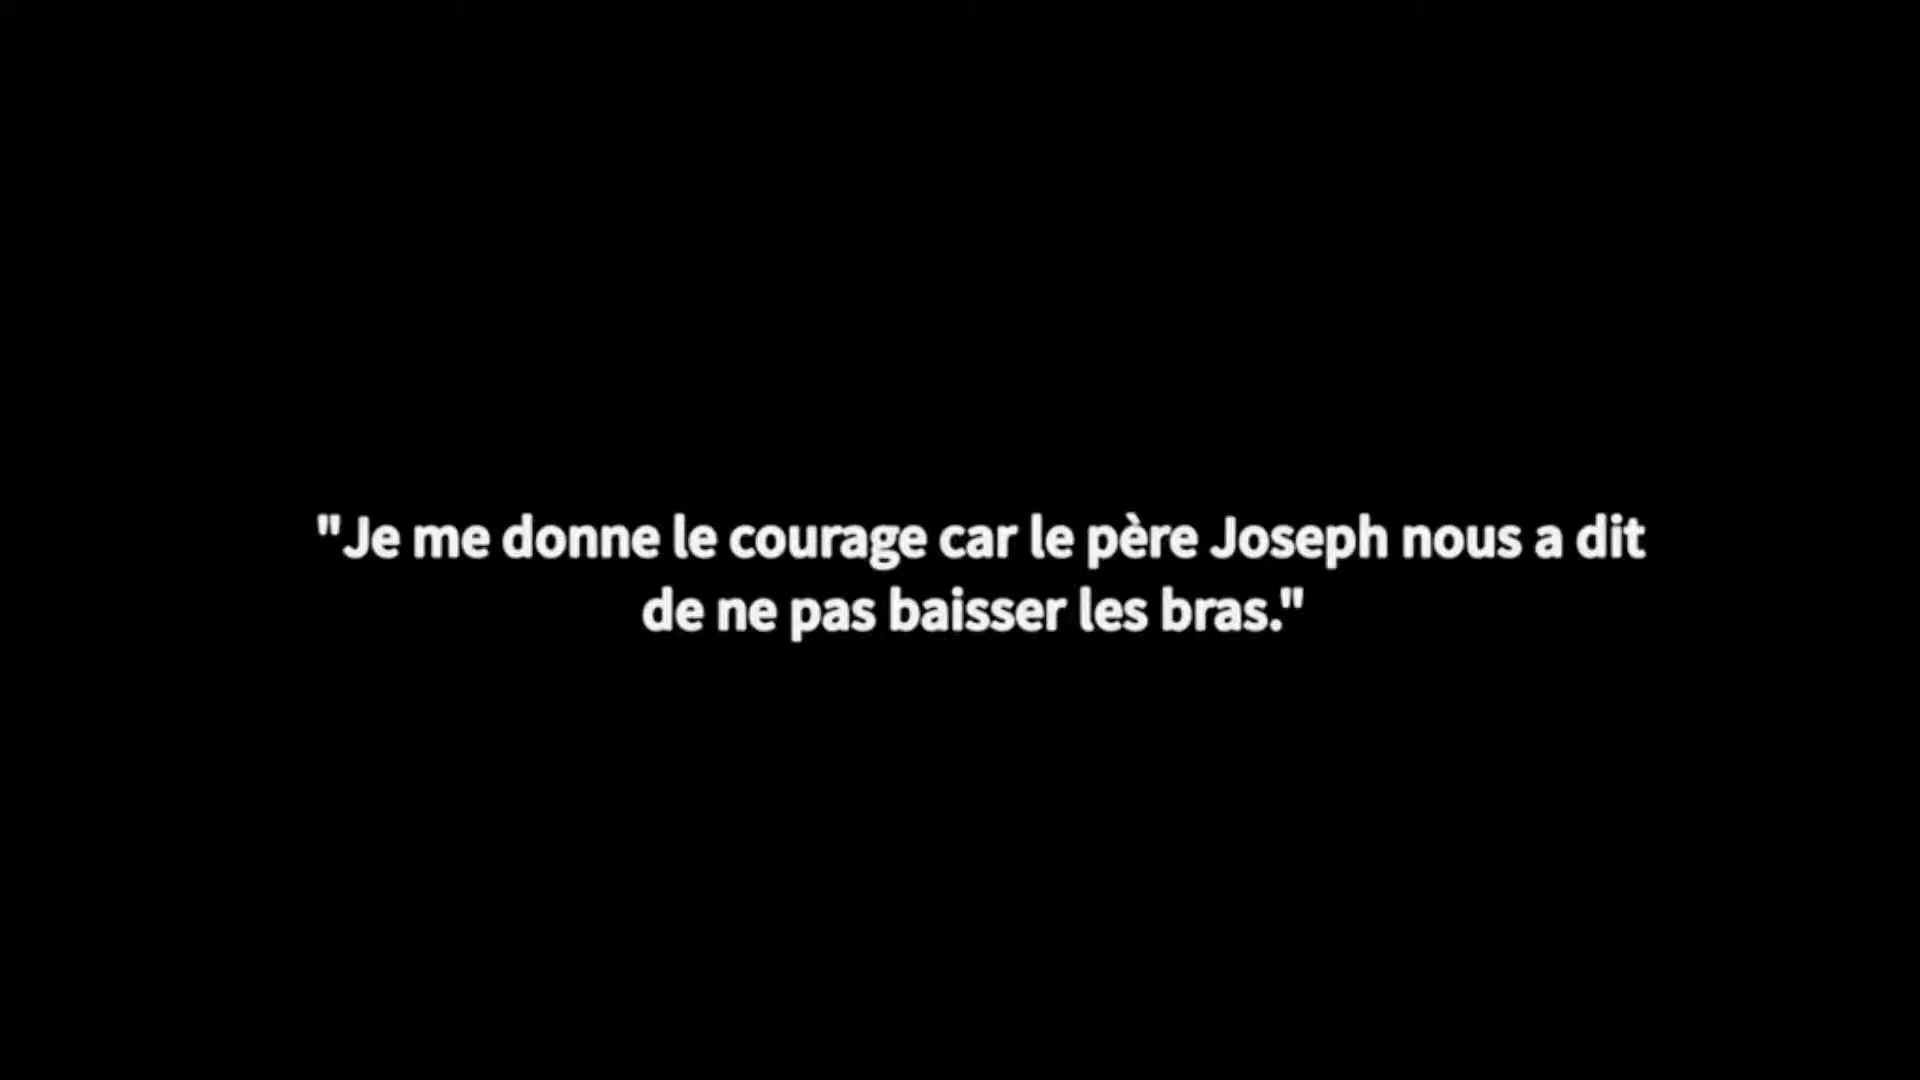 "Je me donne le courage car le père Joseph nous a dit
de ne pas baisser les bras."